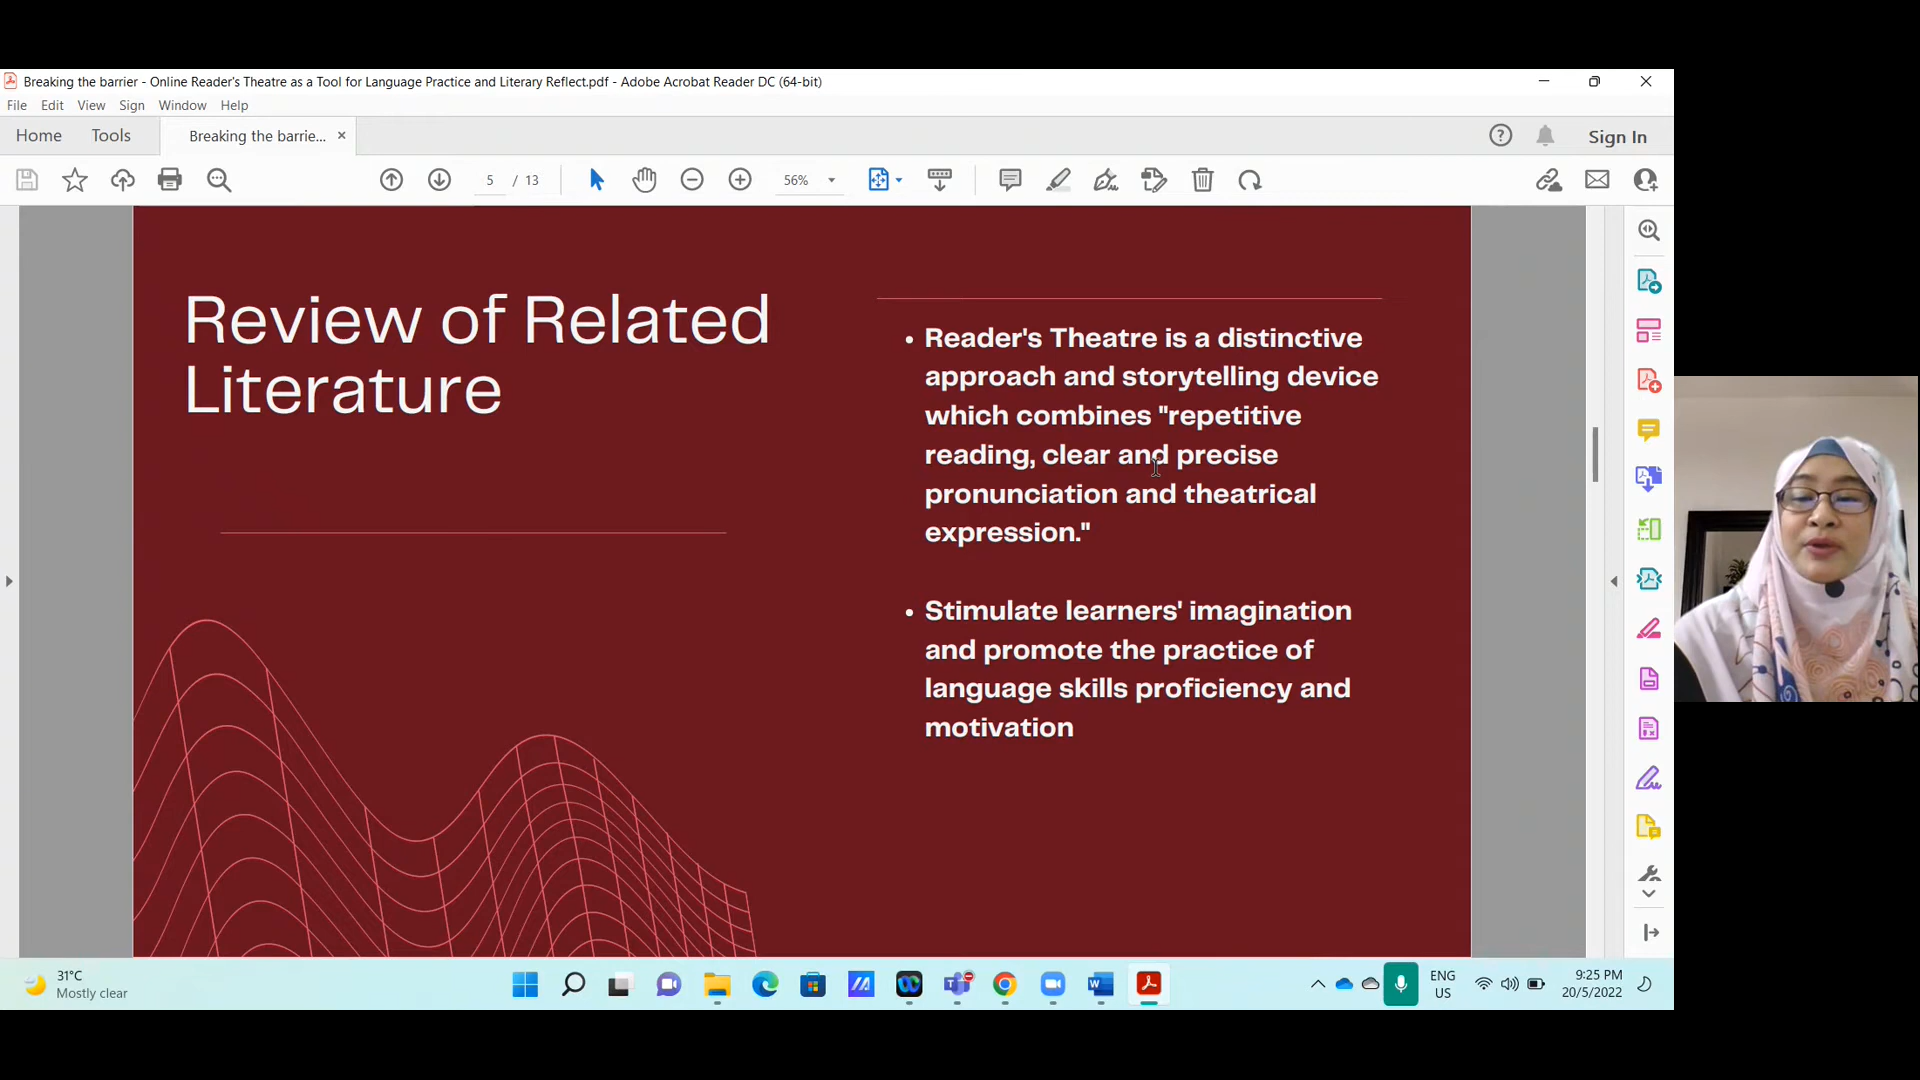 Breaking the barrier - Online Reader's Theatre as a Tool for Language Practice and Literary Reflect.pdf - Adobe Acrobat Reader DC (64-bit)
File Edit View Sign Window Help
Home Tools Breaking the barrie... Sign In
5 / 13 56%
Review of Related
Literature
• Reader's Theatre is a distinctive
approach and storytelling device
which combines "repetitive
reading, clear and precise
pronunciation and theatrical
expression."
• Stimulate learners' imagination
and promote the practice of
language skills proficiency and
motivation
31°C
Mostly clear
ENG
US
9:25 PM
20/5/2022